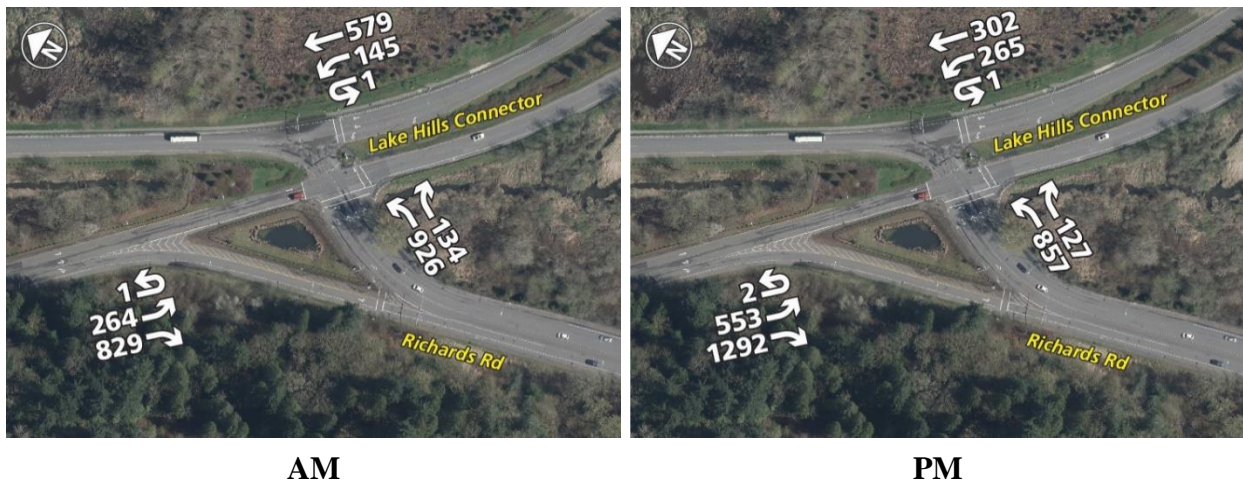 N
579
145
1
Lake Hills Connector
134
926
1
264
829
Richards Rd
AM
N
302
265
1
Lake Hills Connector
127
857
2
553
1292
Richards Rd
PM